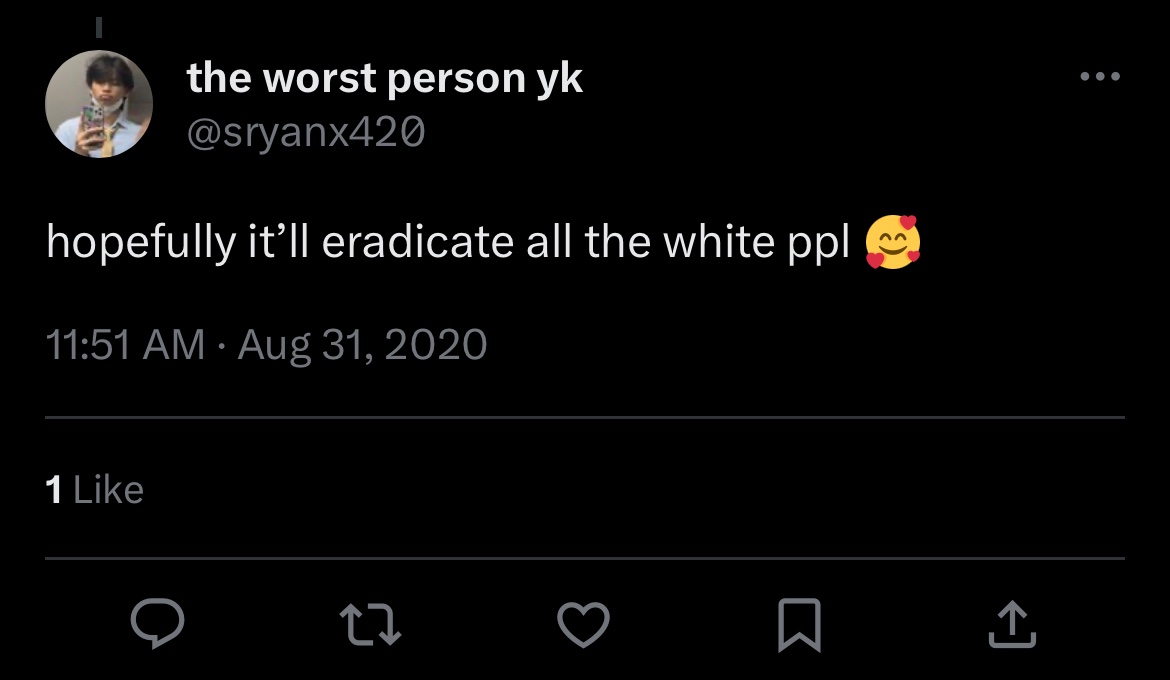 the worst person yk
@sryanx420
hopefully it’ll eradicate all the white ppl 🥰
11:51 AM · Aug 31, 2020
1 Like